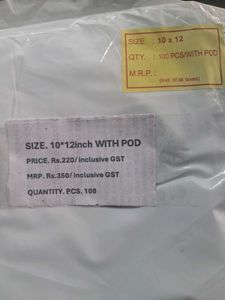 SIZE : 10 x 12
QTY. : 100 PCS/WITH POD
M.R.P. :
(incl. of all taxes)
SIZE. 10*12inch WITH POD
PRICE. Rs.220/ inclusive GST
MRP. Rs.350/ inclusive GST
QUANTITY. PCS. 100